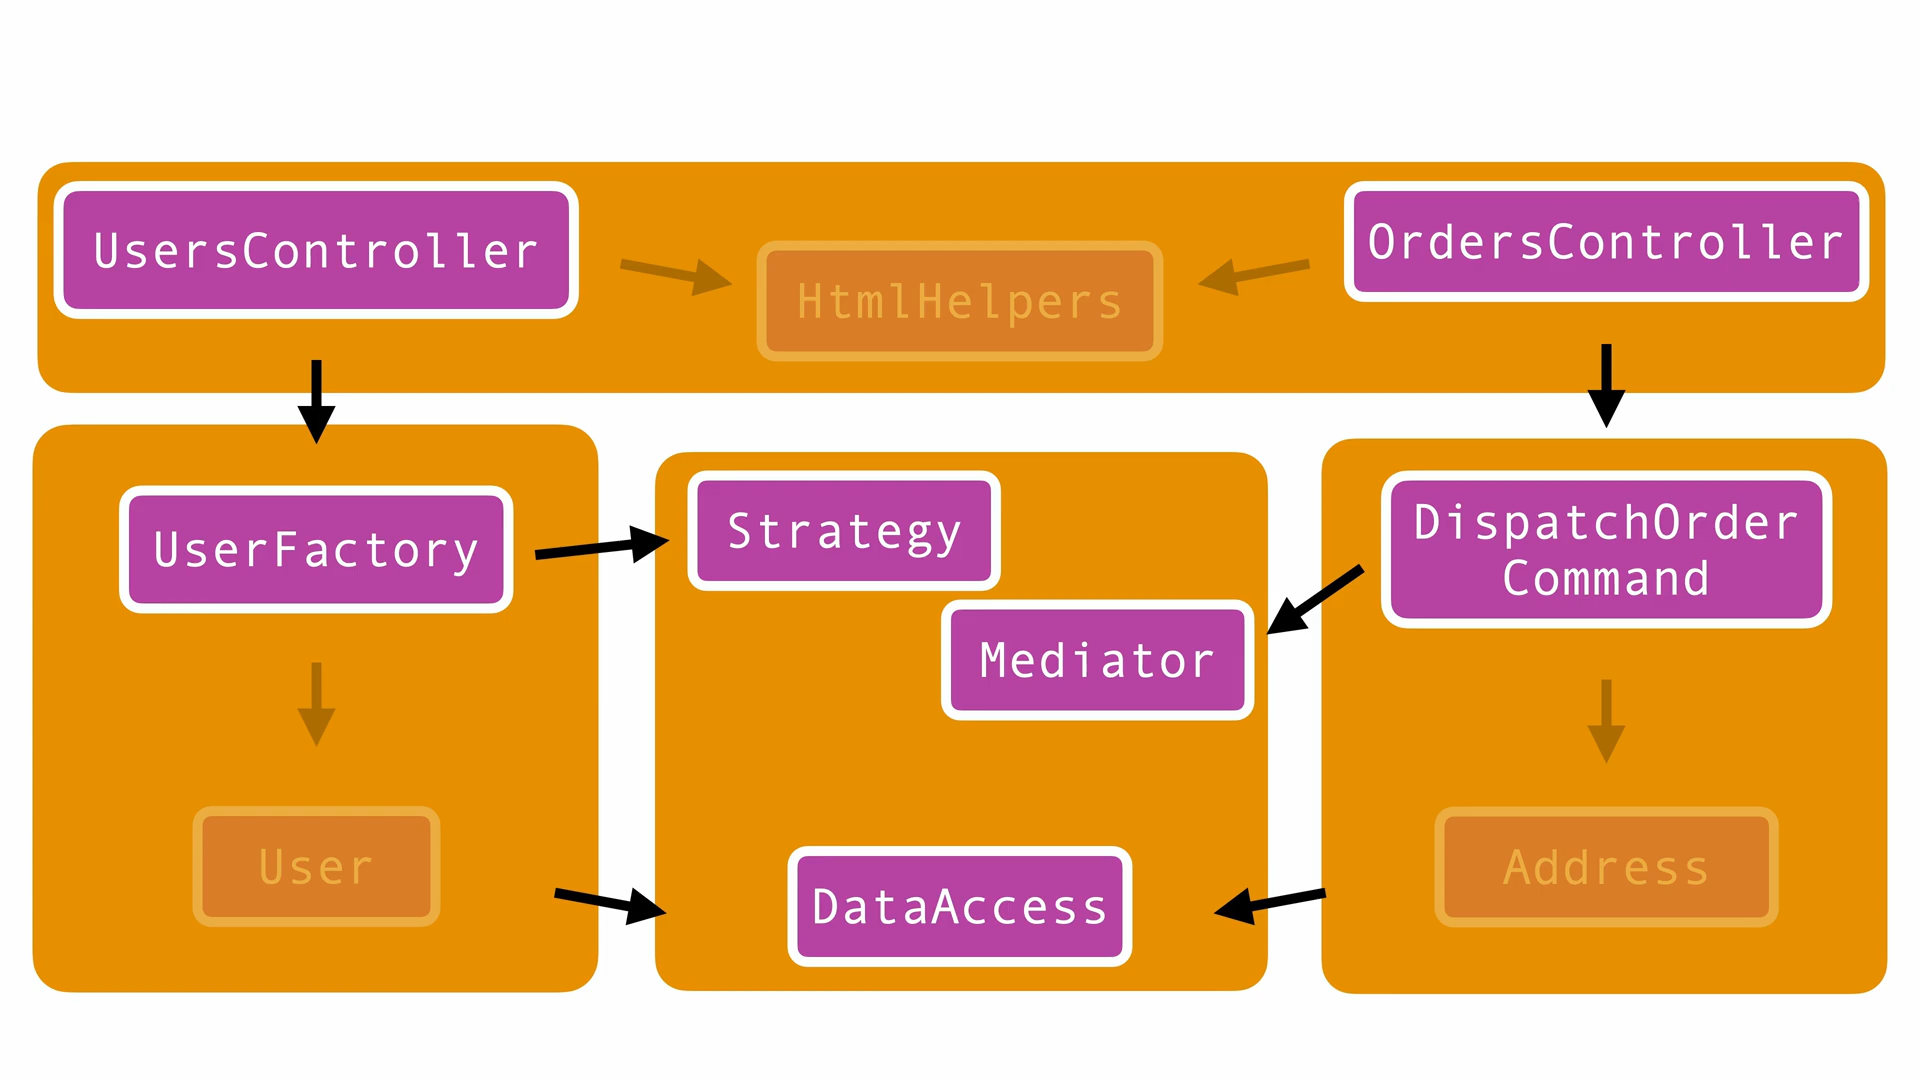 UsersController
HtmlHelpers
OrdersController
UserFactory
Strategy
Mediator
DispatchOrder
Command
User
DataAccess
Address